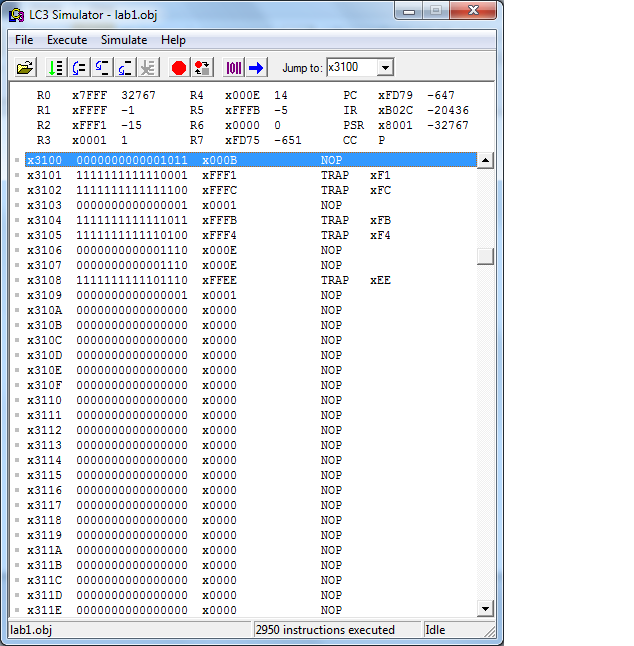 LC3 Simulator - lab1.obj
File Execute Simulate Help
Jump to: x3100
R0 x7FFF 32767 R4 x000E 14 PC xFD79 -647
R1 xFFFF -1 R5 xFFFB -5 IR xB02C -20436
R2 xFFF1 -15 R6 x0000 0 PSR x8001 -32767
R3 x0001 1 R7 xFD75 -651 CC P
x3100 0000000000001011 x000B NOP
x3101 1111111111110001 xFFF1 TRAP xF1
x3102 1111111111111100 xFFFC TRAP xFC
x3103 0000000000000001 x0001 NOP
x3104 1111111111111011 xFFFB TRAP xFB
x3105 1111111111110100 xFFF4 TRAP xF4
x3106 0000000000001110 x000E NOP
x3107 0000000000001110 x000E NOP
x3108 1111111111101110 xFFEE TRAP xEE
x3109 0000000000000001 x0001 NOP
x310A 0000000000000000 x0000 NOP
x310B 0000000000000000 x0000 NOP
x310C 0000000000000000 x0000 NOP
x310D 0000000000000000 x0000 NOP
x310E 0000000000000000 x0000 NOP
x310F 0000000000000000 x0000 NOP
x3110 0000000000000000 x0000 NOP
x3111 0000000000000000 x0000 NOP
x3112 0000000000000000 x0000 NOP
x3113 0000000000000000 x0000 NOP
x3114 0000000000000000 x0000 NOP
x3115 0000000000000000 x0000 NOP
x3116 0000000000000000 x0000 NOP
x3117 0000000000000000 x0000 NOP
x3118 0000000000000000 x0000 NOP
x3119 0000000000000000 x0000 NOP
x311A 0000000000000000 x0000 NOP
x311B 0000000000000000 x0000 NOP
x311C 0000000000000000 x0000 NOP
x311D 0000000000000000 x0000 NOP
x311E 0000000000000000 x0000 NOP
lab1.obj 2950 instructions executed Idle